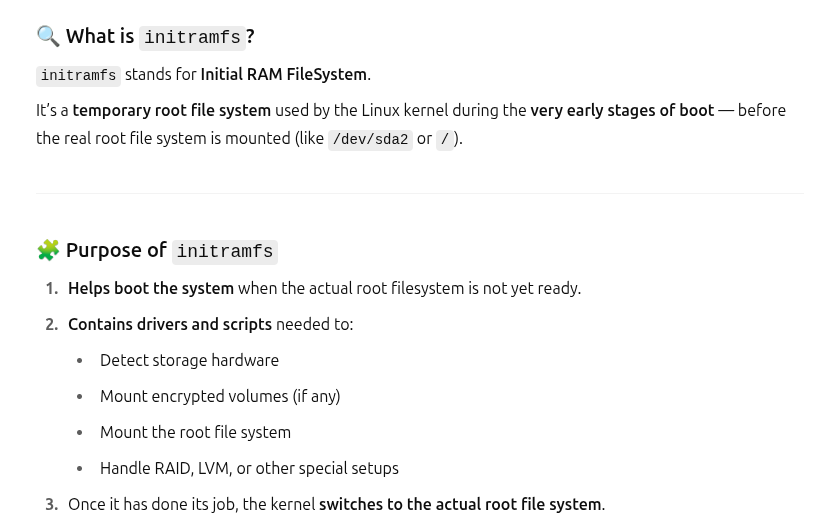 🔍 What is initramfs?
initramfs stands for Initial RAM FileSystem.
It’s a temporary root file system used by the Linux kernel during the very early stages of boot — before
the real root file system is mounted (like /dev/sda2 or /).
🧩 Purpose of initramfs
1. Helps boot the system when the actual root filesystem is not yet ready.
2. Contains drivers and scripts needed to:
• Detect storage hardware
• Mount encrypted volumes (if any)
• Mount the root file system
• Handle RAID, LVM, or other special setups
3. Once it has done its job, the kernel switches to the actual root file system.